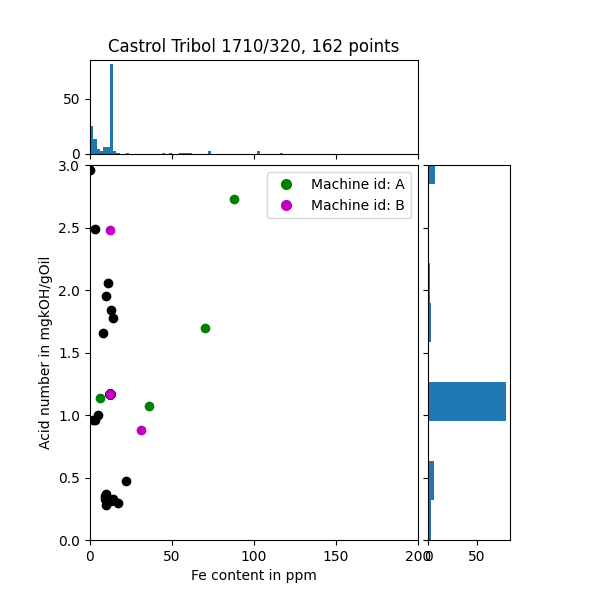 Castrol Tribol 1710/320, 162 points
50
0
3.0
2.5
2.0
1.5
1.0
0.5
0.0
Acid number in mgkOH/gOil
Machine id: A
Machine id: B
0 50 100 150 200
Fe content in ppm
0 50